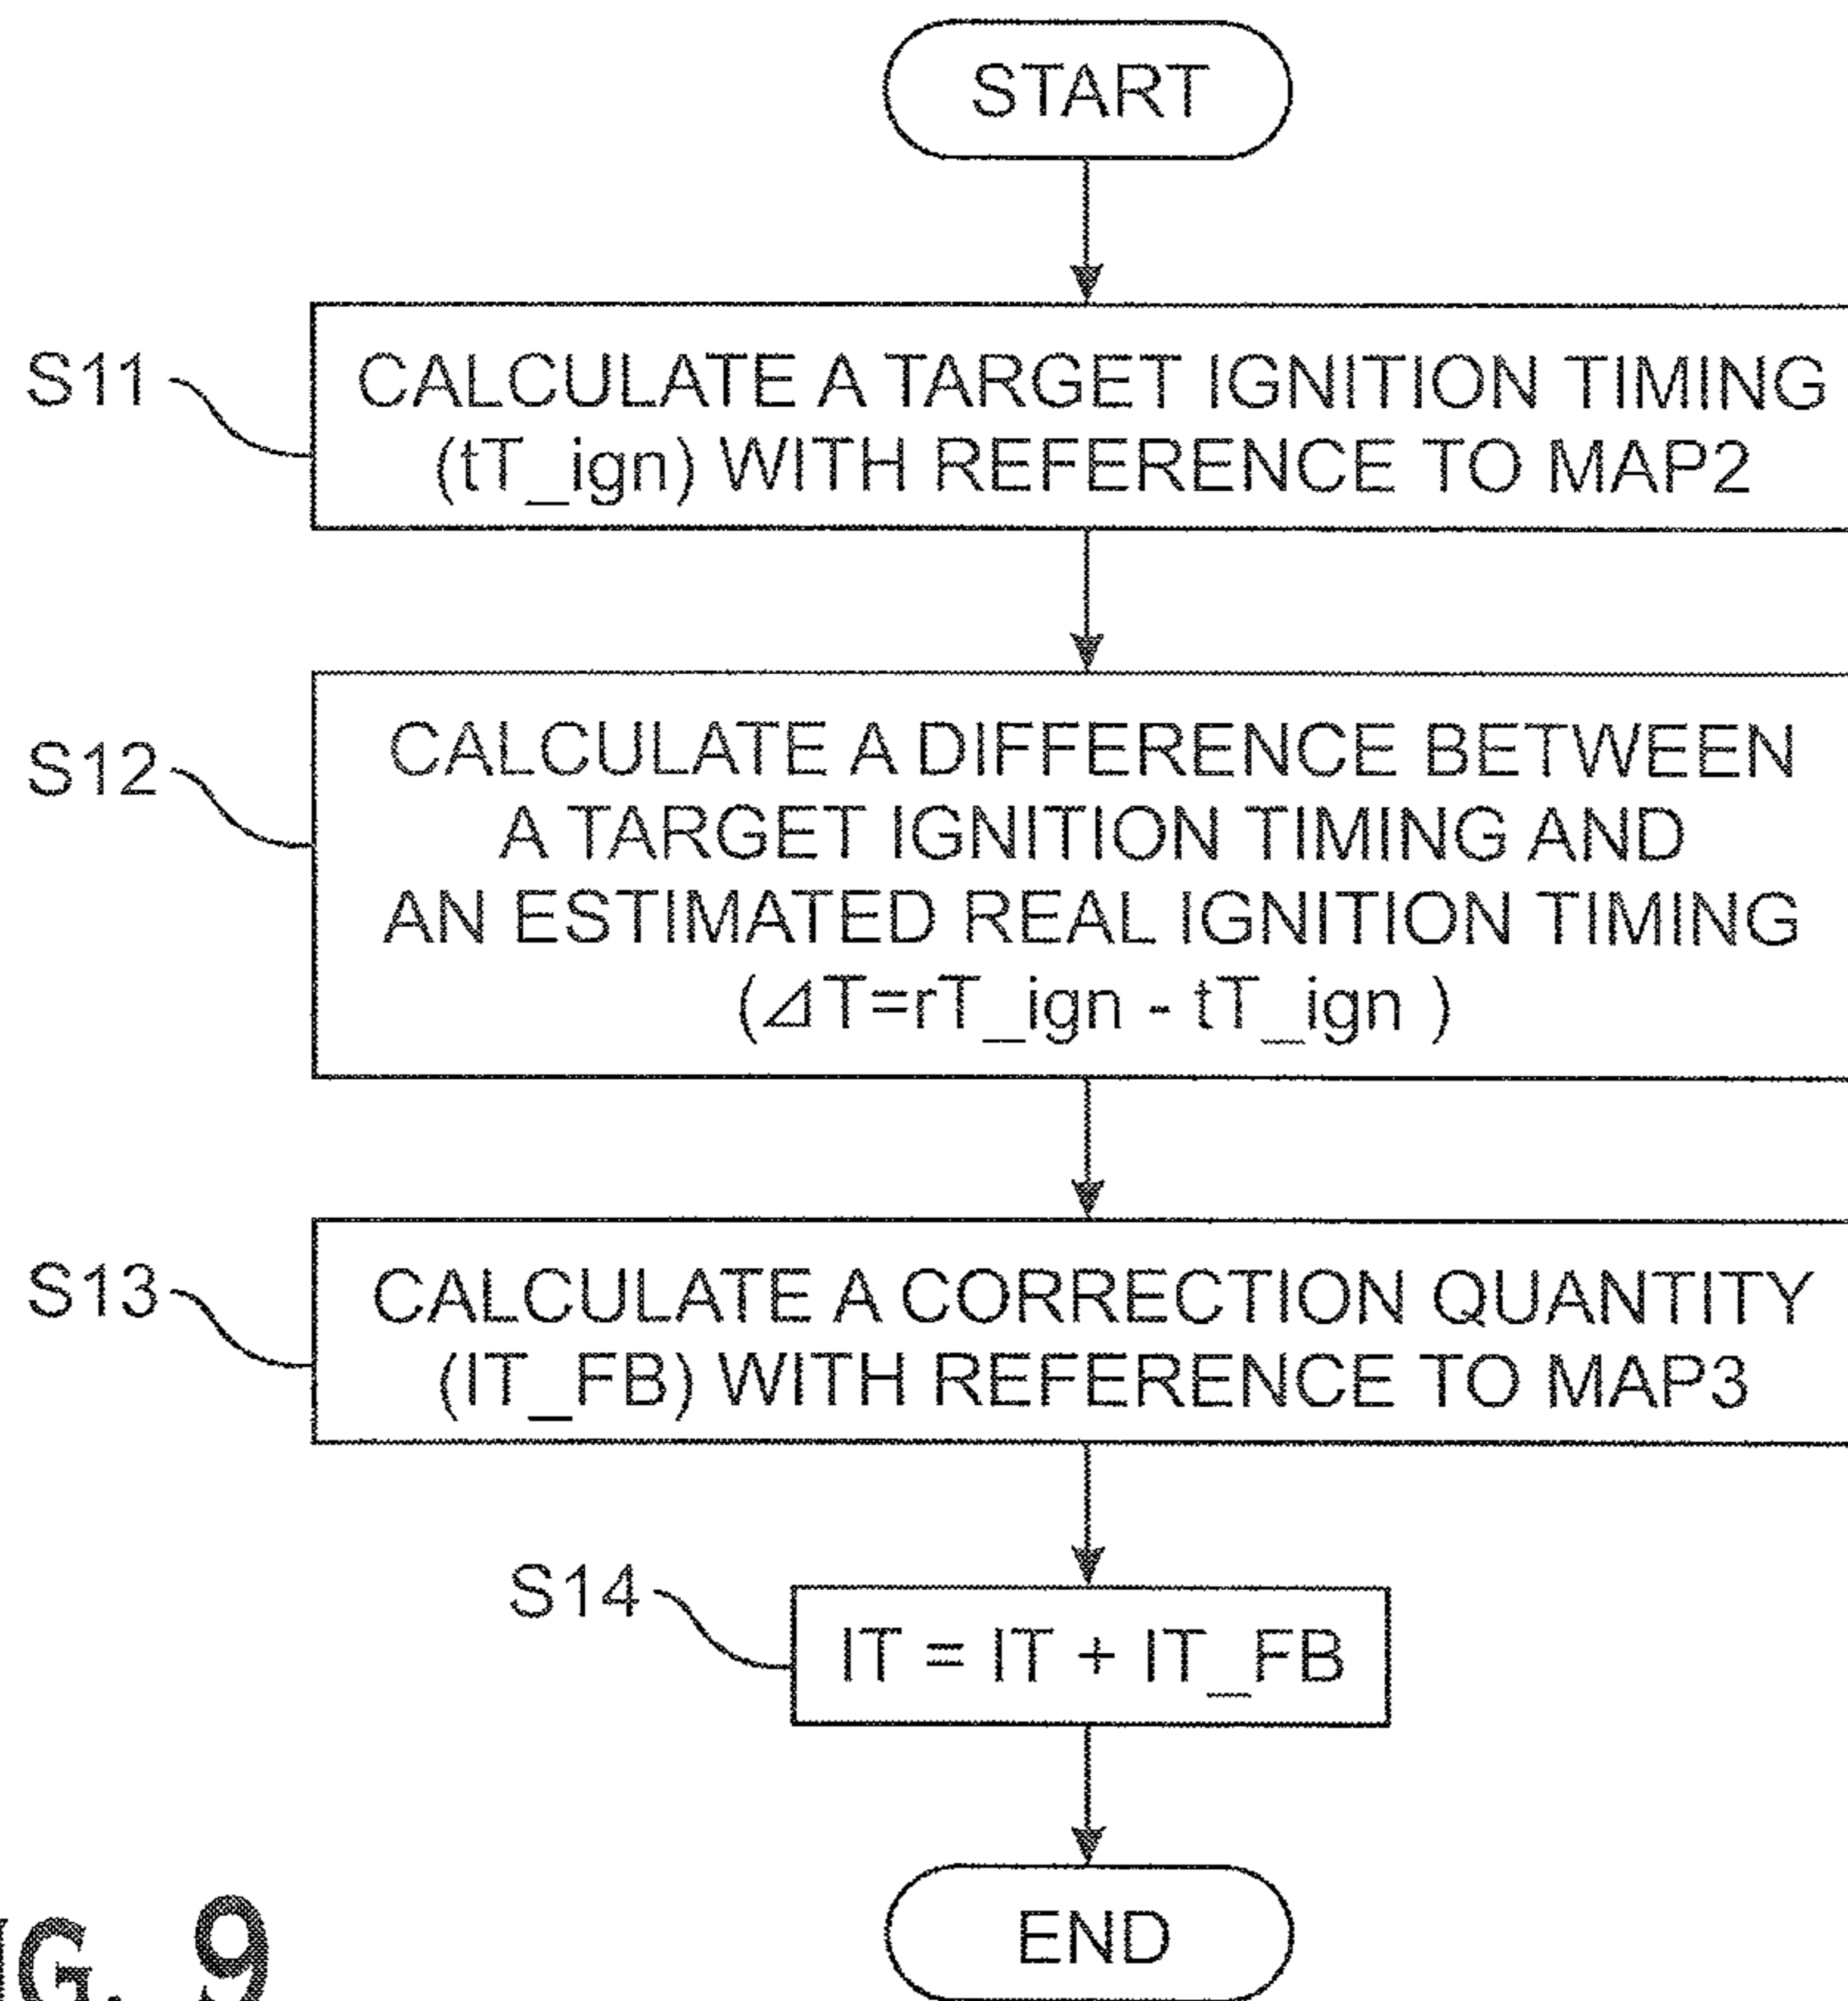 START
S11
CALCULATE A TARGET IGNITION TIMING
(tT_ign) WITH REFERENCE TO MAP2
S12
CALCULATE A DIFFERENCE BETWEEN
A TARGET IGNITION TIMING AND
AN ESTIMATED REAL IGNITION TIMING
(⊿T=rT_ign - tT_ign )
S13
CALCULATE A CORRECTION QUANTITY
(IT_FB) WITH REFERENCE TO MAP3
S14
IT = IT + IT_FB
END
IG. 9